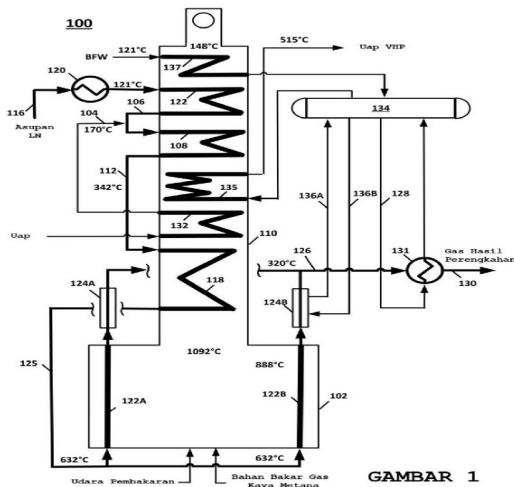 100
515°C
Uap VHP
BFW
121°C
148°C
137
120
121°C
134
122
116
106
104
Asupan
LN
170°C
108
112
136A
136B
128
342°C
135
132
110
Uap
126
131
Gas Hasil
Perengkahan
320°C
130
124A
118
124B
125
1092°C
888°C
122A
122B
102
632°C
632°C
Udara Pembakaran
Bahan Bakar Gas
Kaya Metana
GAMBAR 1